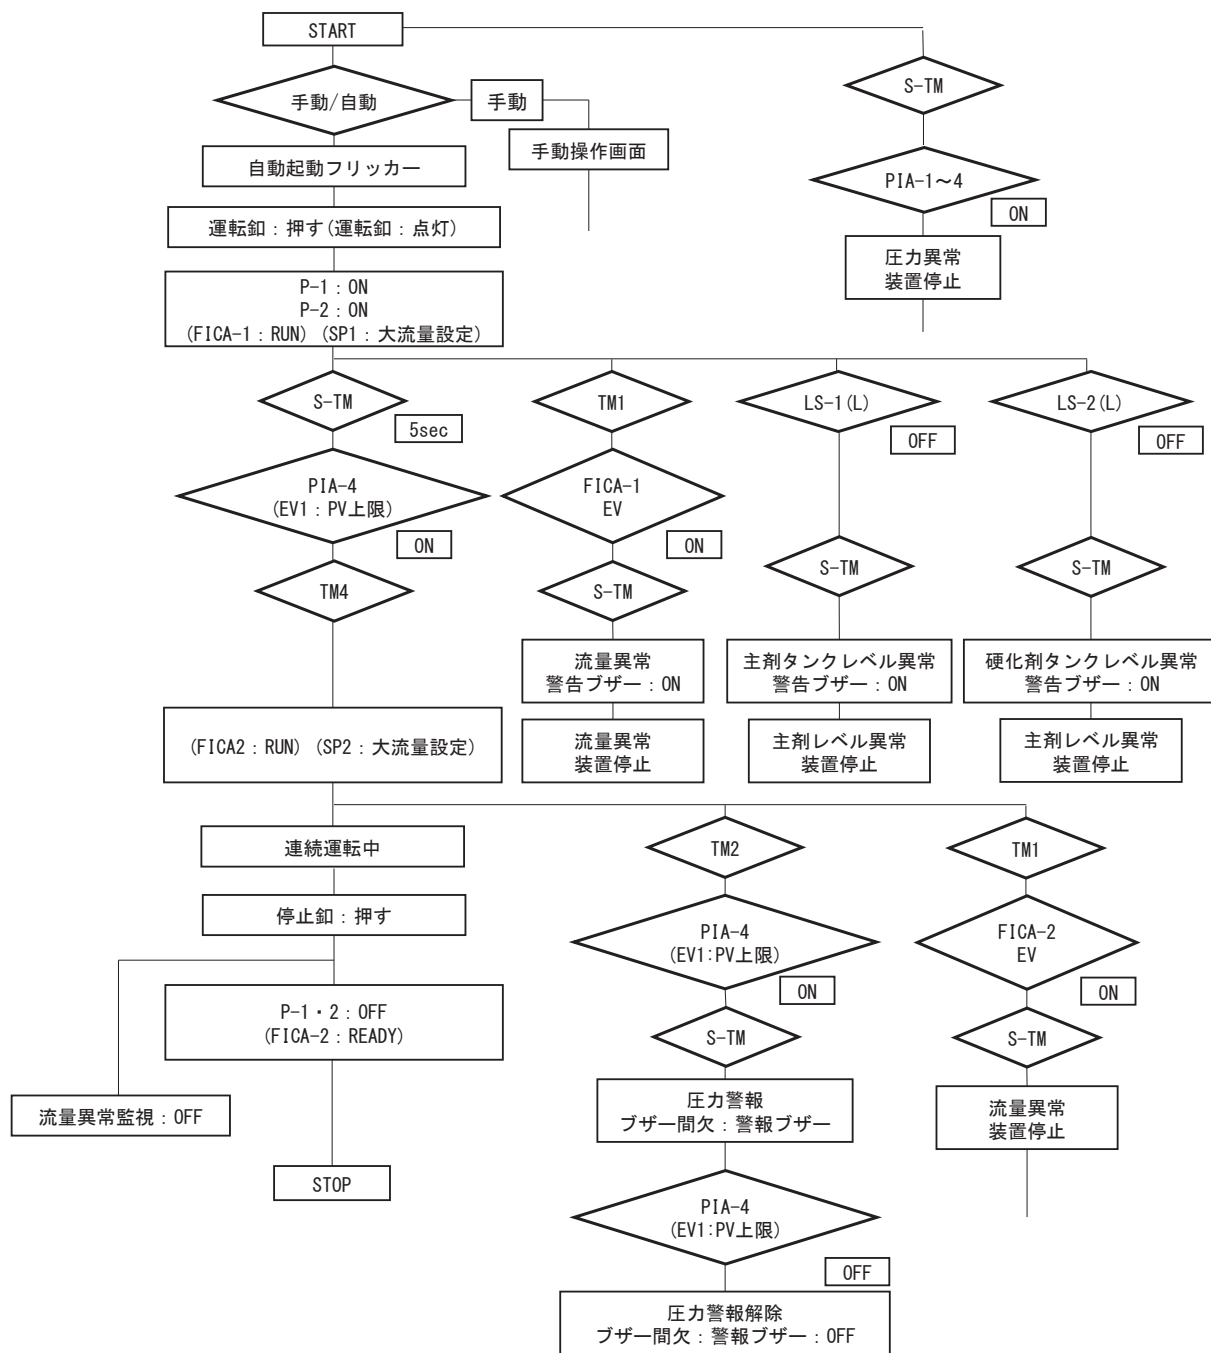 START
手動/自動
手動
手動操作画面
自動起動フリッカー
運転釦：押す(運転釦：点灯)
P-1：ON
P-2：ON
(FICA-1：RUN) (SP1：大流量設定)
S-TM
PIA-1～4
ON
圧力異常
装置停止
S-TM
5sec
PIA-4
(EV1：PV上限)
ON
TM4
(FICA2：RUN) (SP2：大流量設定)
TM1
FICA-1
EV
ON
S-TM
流量異常
警告ブザー：ON
流量異常
装置停止
LS-1(L)
OFF
S-TM
主剤タンクレベル異常
警告ブザー：ON
主剤レベル異常
装置停止
LS-2(L)
OFF
S-TM
硬化剤タンクレベル異常
警告ブザー：ON
主剤レベル異常
装置停止
連続運転中
停止釦：押す
P-1・2：OFF
(FICA-2：READY)
流量異常監視：OFF
STOP
TM2
PIA-4
(EV1:PV上限)
ON
S-TM
圧力警報
ブザー間欠：警報ブザー
PIA-4
(EV1:PV上限)
OFF
圧力警報解除
ブザー間欠：警報ブザー：OFF
TM1
FICA-2
EV
ON
S-TM
流量異常
装置停止